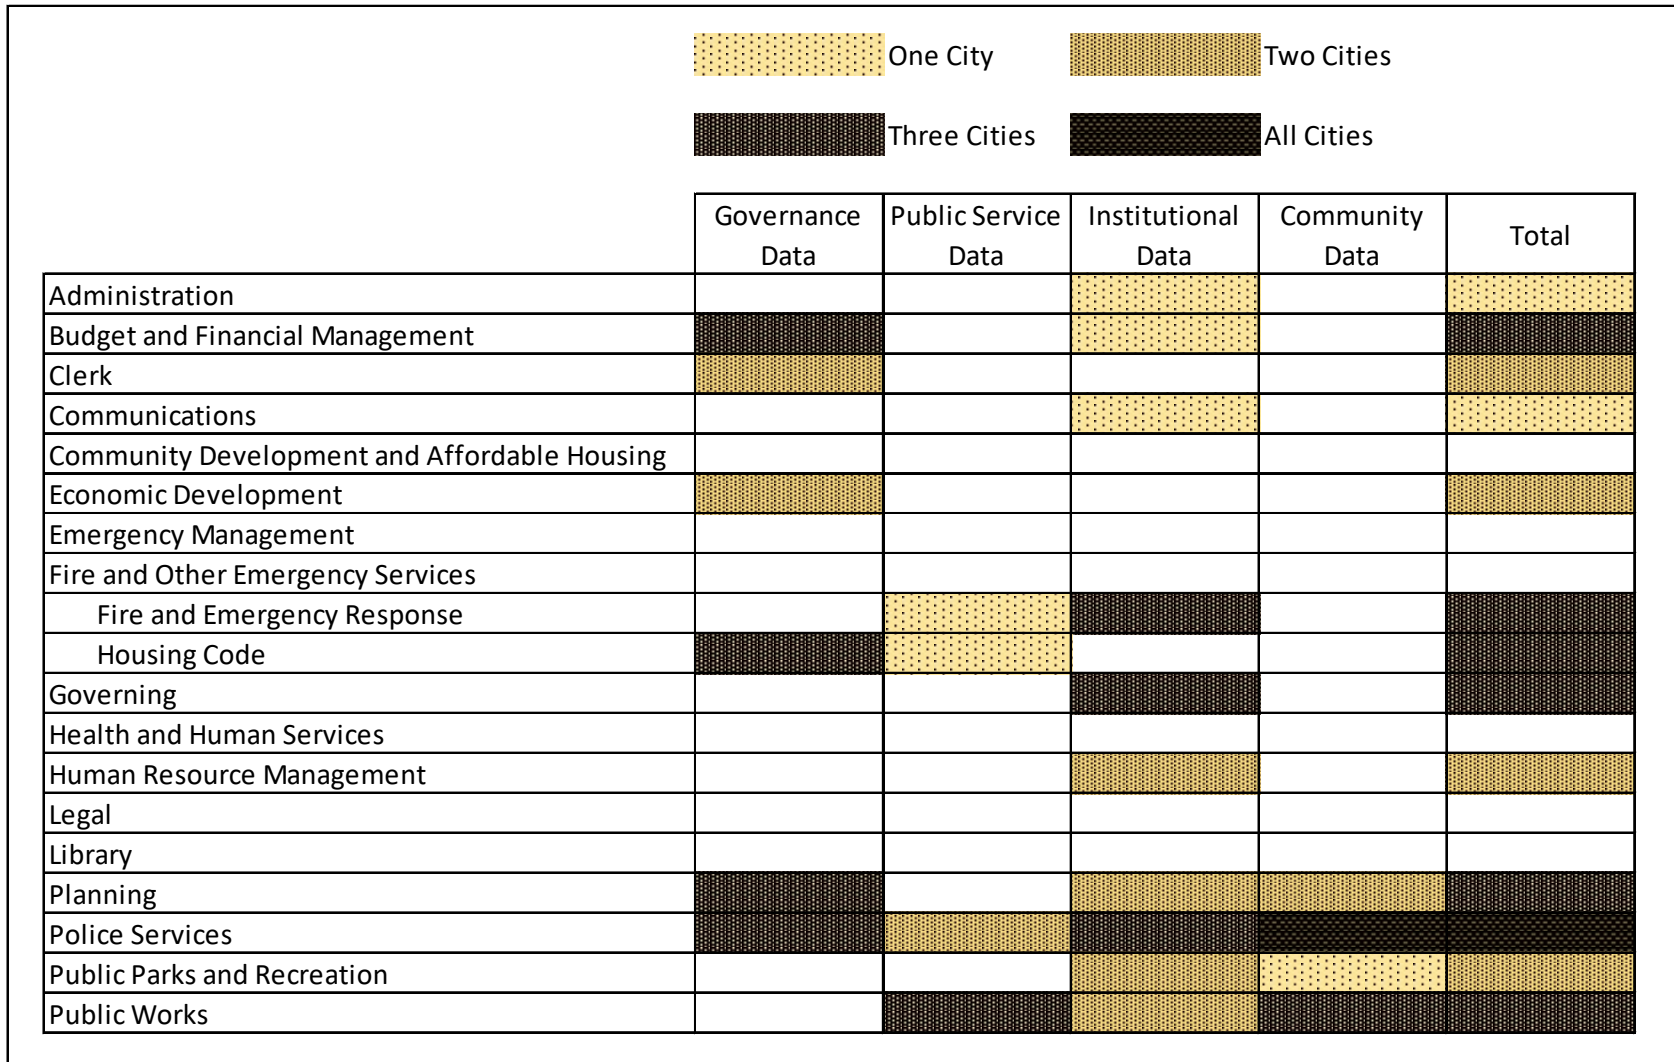 One City
Two Cities
Three Cities
All Cities
Governance
Data
Public Service
Data
Institutional
Data
Community
Data
Total
Administration
Budget and Financial Management
Clerk
Communications
Community Development and Affordable Housing
Economic Development
Emergency Management
Fire and Other Emergency Services
Fire and Emergency Response
Housing Code
Governing
Health and Human Services
Human Resource Management
Legal
Library
Planning
Police Services
Public Parks and Recreation
Public Works